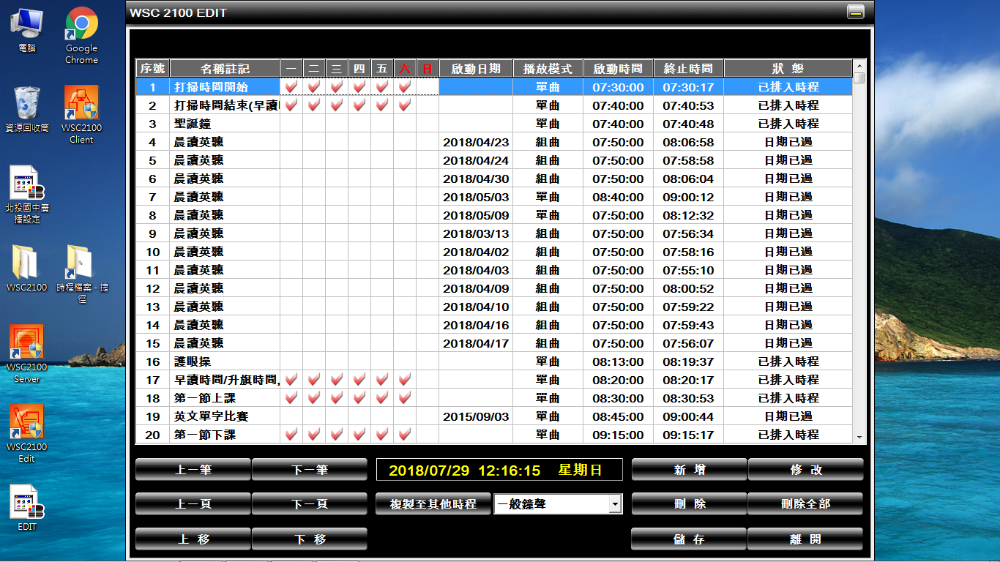 電腦
Google
Chrome
資源回收筒
WSC2100
Client
北投國中廣
播設定
WSC2100
時程檔案 - 捷
徑
WSC2100
Server
WSC2100
Edit
EDIT
WSC 2100 EDIT
序號 名稱註記 一 二 三 四 五 六 日 啟動日期 播放模式 啟動時間 終止時間 狀 態
1 打掃時間開始 單曲 07:30:00 07:30:17 已排入時程
2 打掃時間結束(早讀 單曲 07:40:00 07:40:53 已排入時程
3 聖誕鐘 單曲 07:40:00 07:40:48 已排入時程
4 晨讀英聽 2018/04/23 組曲 07:50:00 08:06:58 日期已過
5 晨讀英聽 2018/04/24 組曲 07:50:00 07:58:58 日期已過
6 晨讀英聽 2018/04/30 組曲 07:50:00 08:06:04 日期已過
7 晨讀英聽 2018/05/03 單曲 08:40:00 09:00:12 日期已過
8 晨讀英聽 2018/05/09 單曲 07:50:00 08:12:32 日期已過
9 晨讀英聽 2018/03/13 組曲 07:50:00 07:56:34 日期已過
10 晨讀英聽 2018/04/02 組曲 07:50:00 07:58:16 日期已過
11 晨讀英聽 2018/04/03 組曲 07:50:00 07:55:10 日期已過
12 晨讀英聽 2018/04/09 組曲 07:50:00 08:00:52 日期已過
13 晨讀英聽 2018/04/10 組曲 07:50:00 07:59:22 日期已過
14 晨讀英聽 2018/04/16 組曲 07:50:00 07:59:43 日期已過
15 晨讀英聽 2018/04/17 組曲 07:50:00 07:56:07 日期已過
16 護眼操 單曲 08:13:00 08:19:37 已排入時程
17 早讀時間/升旗時間 單曲 08:20:00 08:20:17 已排入時程
18 第一節上課 單曲 08:30:00 08:30:53 已排入時程
19 英文單字比賽 2015/09/03 單曲 08:45:00 09:00:44 日期已過
20 第一節下課 單曲 09:15:00 09:15:17 已排入時程
上一筆 下一筆 2018/07/29 12:16:15 星期日 新 增 修 改
上一頁 下一頁 複製至其他時程 一般鐘聲 刪 除 刪除全部
上 移 下 移 儲 存 離 開